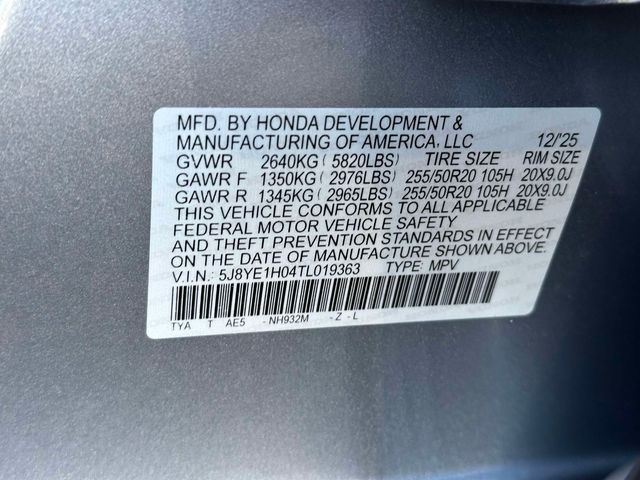 MFD. BY HONDA DEVELOPMENT &
MANUFACTURING OF AMERICA, LLC 12/'25
GVWR 2640KG ( 5820LBS) TIRE SIZE RIM SIZE
GAWR F 1350KG ( 2976LBS) 255/50R20 105H 20X9.0J
GAWR R 1345KG ( 2965LBS) 255/50R20 105H 20X9.0J
THIS VEHICLE CONFORMS TO ALL APPLICABLE
FEDERAL MOTOR VEHICLE SAFETY
AND THEFT PREVENTION STANDARDS IN EFFECT
ON THE DATE OF MANUFACTURE SHOWN ABOVE.
V.I.N.: 5J8YE1H04TL019363 TYPE: MPV
TYA T AE5 -NH932M -Z -L